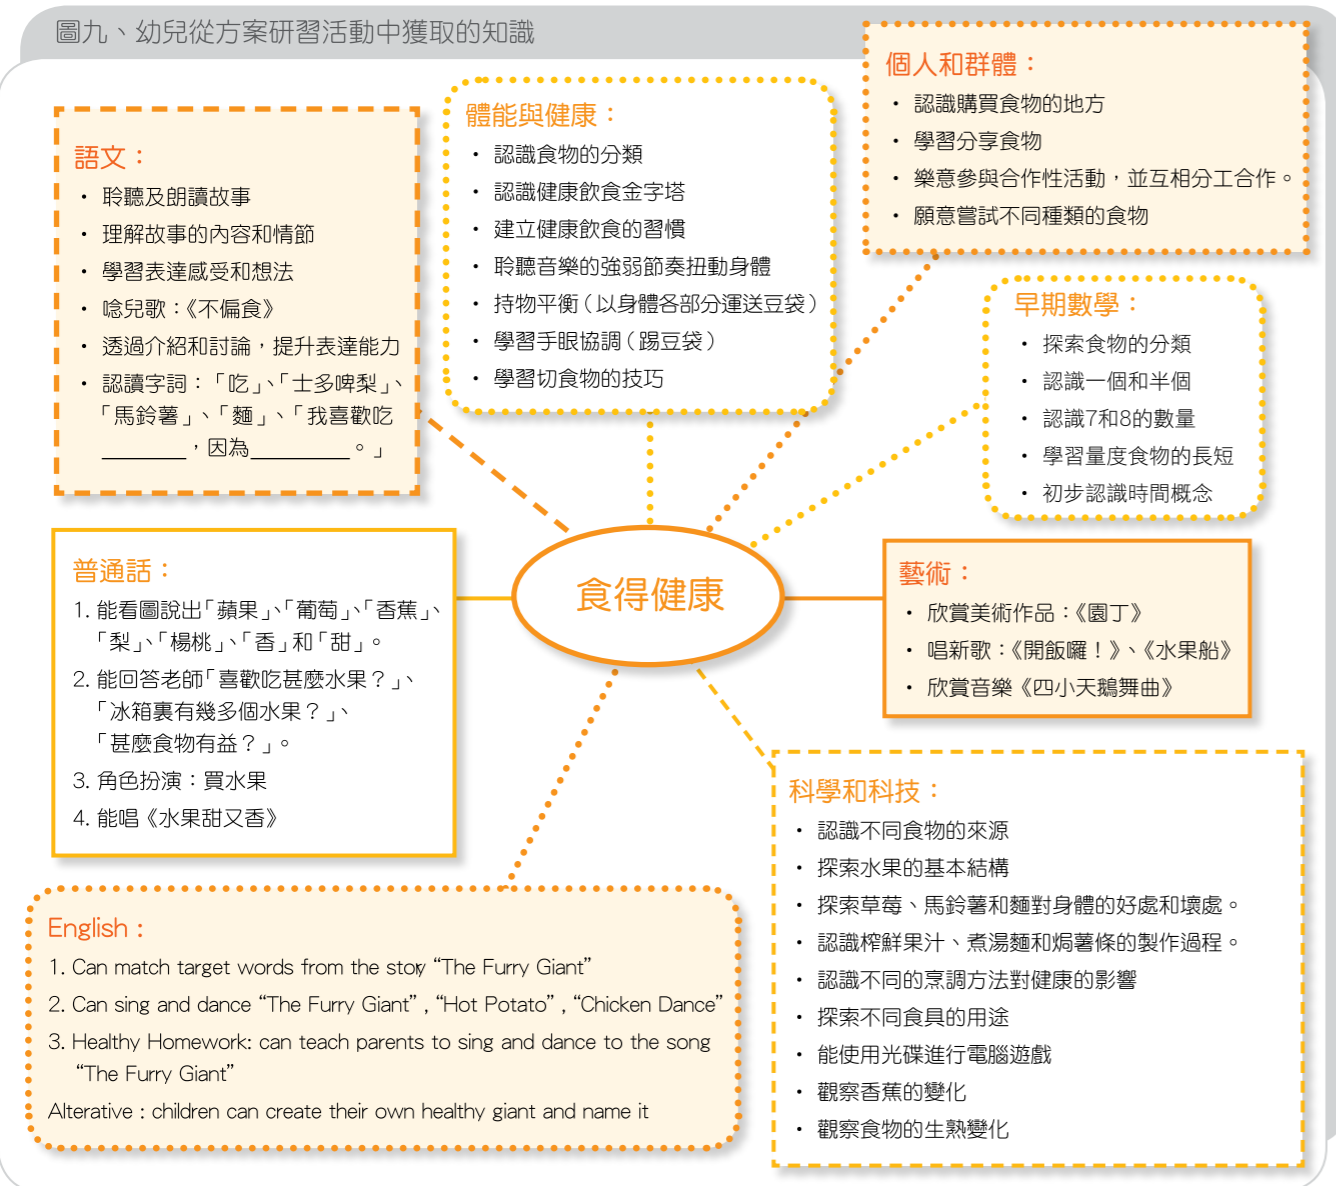 圖九、幼兒從方案研習活動中獲取的知識
語文：
・ 聆聽及朗讀故事
・ 理解故事的內容和情節
・ 學習表達感受和想法
・ 唸兒歌：《不偏食》
・ 透過介紹和討論，提升表達能力
・ 認讀字詞：「吃」、「士多啤梨」、
「馬鈴薯」、「麵」、「我喜歡吃
________，因為_________。」
體能與健康：
・ 認識食物的分類
・ 認識健康飲食金字塔
・ 建立健康飲食的習慣
・ 聆聽音樂的強弱節奏扭動身體
・ 持物平衡（以身體各部分運送豆袋）
・ 學習手眼協調（踢豆袋）
・ 學習切食物的技巧
個人和群體：
・ 認識購買食物的地方
・ 學習分享食物
・ 樂意參與合作性活動，並互相分工合作。
・ 願意嘗試不同種類的食物
早期數學：
・ 探索食物的分類
・ 認識一個和半個
・ 認識7和8的數量
・ 學習量度食物的長短
・ 初步認識時間概念
食得健康
普通話：
1. 能看圖說出「蘋果」、「葡萄」、「香蕉」、
「梨」、「楊桃」、「香」和「甜」。
2. 能回答老師「喜歡吃甚麼水果？」、
「冰箱裏有幾多個水果？」、
「甚麼食物有益？」。
3. 角色扮演：買水果
4. 能唱《水果甜又香》
藝術：
・ 欣賞美術作品：《園丁》
・ 唱新歌：《開飯囉！》、《水果船》
・ 欣賞音樂《四小天鵝舞曲》
科學和科技：
・ 認識不同食物的來源
・ 探索水果的基本結構
・ 探索草莓、馬鈴薯和麵對身體的好處和壞處。
・ 認識榨鮮果汁、煮湯麵和焗薯條的製作過程。
・ 認識不同的烹調方法對健康的影響
・ 探索不同食具的用途
・ 能使用光碟進行電腦遊戲
・ 觀察香蕉的變化
・ 觀察食物的生熟變化
English :
1. Can match target words from the story “The Furry Giant”
2. Can sing and dance “The Furry Giant” , “Hot Potato” , “Chicken Dance”
3. Healthy Homework: can teach parents to sing and dance to the song
“The Furry Giant”
Alterative : children can create their own healthy giant and name it